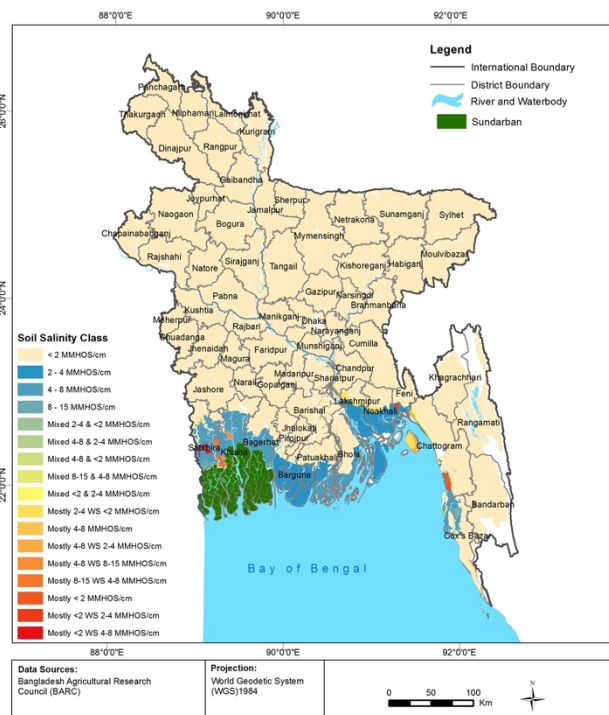 88°0'0"E 90°0'0"E 92°0'0"E
26°0'0"N
24°0'0"N
22°0'0"N
Legend
International Boundary
District Boundary
River and Waterbody
Sundarban
Panchagarh
Thakurgaon
Nilphamari
Lalmonirhat
Kurigram
Dinajpur
Rangpur
Gaibandha
Joypurhat
Sherpur
Jamalpur
Naogaon
Bogura
Netrakona
Sunamganj
Sylhet
Chapainababganj
Mymensingh
Moulvibazar
Rajshahi
Natore
Sirajganj
Tangail
Kishoreganj
Habiganj
Gazipur
Pabna
Narsingdi
Brahmanbaria
Kushtia
Meherpur
Manikganj
Dhaka
Rajbari
Narayanganj
Chuadanga
Jhenaidah
Faridpur
Munshiganj
Cumilla
Magura
Madaripur
Chandpur
Khagrachhari
Jashore
Narail
Gopalganj
Shariatpur
Feni
Lakshmipur
Barishal
Noakhali
Rangamati
Jhalokati
Satkhira
Khulna
Bagerhat
Pirojpur
Chattogram
Patuakhali
Bhola
Barguna
Bandarban
Cox's Bazar
Bay of Bengal
Soil Salinity Class
< 2 MMHOS/cm
2 - 4 MMHOS/cm
4 - 8 MMHOS/cm
8 - 15 MMHOS/cm
Mixed 2-4 & <2 MMHOS/cm
Mixed 4-8 & 2-4 MMHOS/cm
Mixed 4-8 & <2 MMHOS/cm
Mixed 8-15 & 4-8 MMHOS/cm
Mixed <2 & 2-4 MMHOS/cm
Mostly 2-4 WS <2 MMHOS/cm
Mostly 4-8 MMHOS/cm
Mostly 4-8 WS 2-4 MMHOS/cm
Mostly 4-8 WS 8-15 MMHOS/cm
Mostly 8-15 WS 4-8 MMHOS/cm
Mostly < 2 MMHOS/cm
Mostly <2 WS 2-4 MMHOS/cm
Mostly <2 WS 4-8 MMHOS/cm
88°0'0"E 90°0'0"E 92°0'0"E
Data Sources:
Bangladesh Agricultural Research
Council (BARC)
Projection:
World Geodetic System
(WGS)1984
0 50 100
Km
N